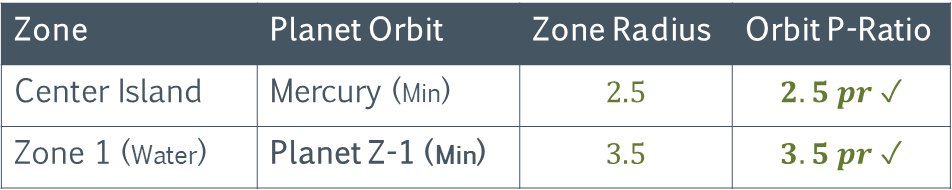 Zone Planet Orbit Zone Radius Orbit P-Ratio
Center Island Mercury (Min) 2.5 2.5 pr ✓
Zone 1 (Water) Planet Z-1 (Min) 3.5 3.5 pr ✓